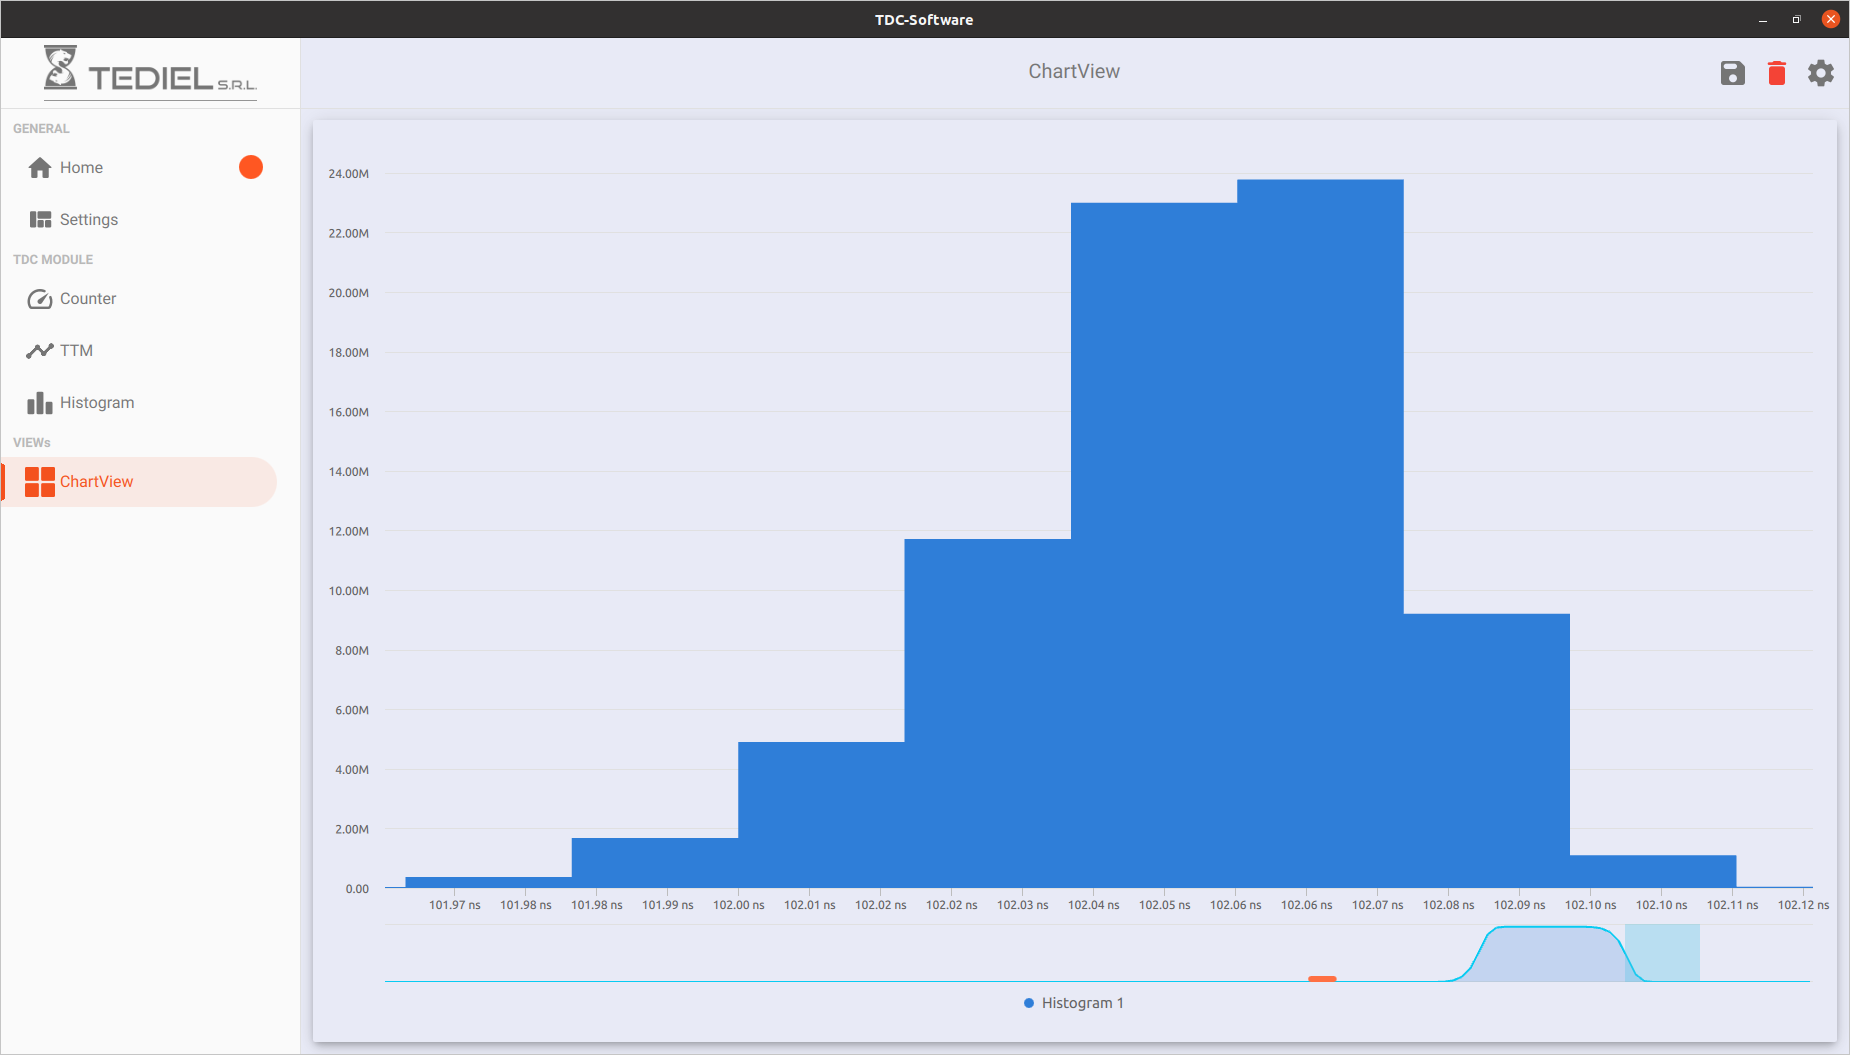 TDC-Software
TEDIEL S.R.L.
ChartView
GENERAL
Home
Settings
TDC MODULE
Counter
TTM
Histogram
VIEWs
ChartView
24.00M
22.00M
20.00M
18.00M
16.00M
14.00M
12.00M
10.00M
8.00M
6.00M
4.00M
2.00M
0.00
101.97 ns 101.98 ns 101.98 ns 101.99 ns 102.00 ns 102.01 ns 102.02 ns 102.02 ns 102.03 ns 102.04 ns 102.05 ns 102.06 ns 102.06 ns 102.07 ns 102.08 ns 102.09 ns 102.10 ns 102.10 ns 102.11 ns 102.12 ns
Histogram 1